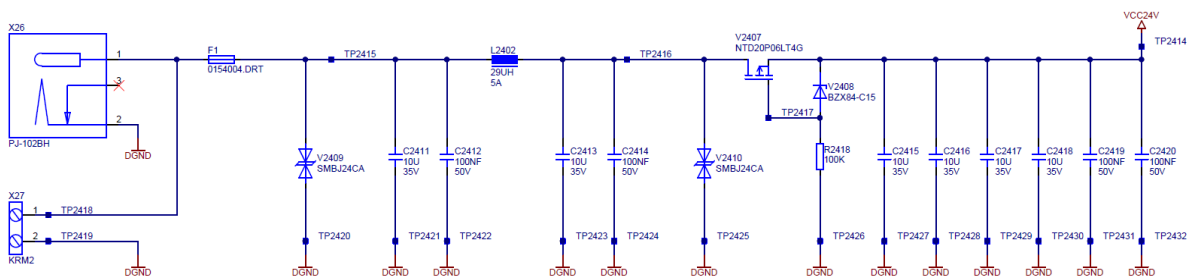 X26
1
3
2
PJ-102BH
DGND
X27
1
2
KRM2
TP2418
TP2419
DGND
F1
0154004.DRT
TP2415
V2409
SMBJ24CA
TP2420
DGND
C2411
10U
35V
TP2421
DGND
C2412
100NF
50V
TP2422
DGND
L2402
29UH
5A
C2413
10U
35V
TP2423
DGND
TP2416
C2414
100NF
50V
TP2424
DGND
V2410
SMBJ24CA
TP2425
DGND
V2407
NTD20P06LT4G
TP2417
V2408
BZX84-C15
R2418
100K
TP2426
DGND
C2415
10U
35V
TP2427
DGND
C2416
10U
35V
TP2428
DGND
C2417
10U
35V
TP2429
DGND
C2418
10U
35V
TP2430
DGND
C2419
100NF
50V
TP2431
DGND
VCC24V
TP2414
C2420
100NF
50V
TP2432
DGND